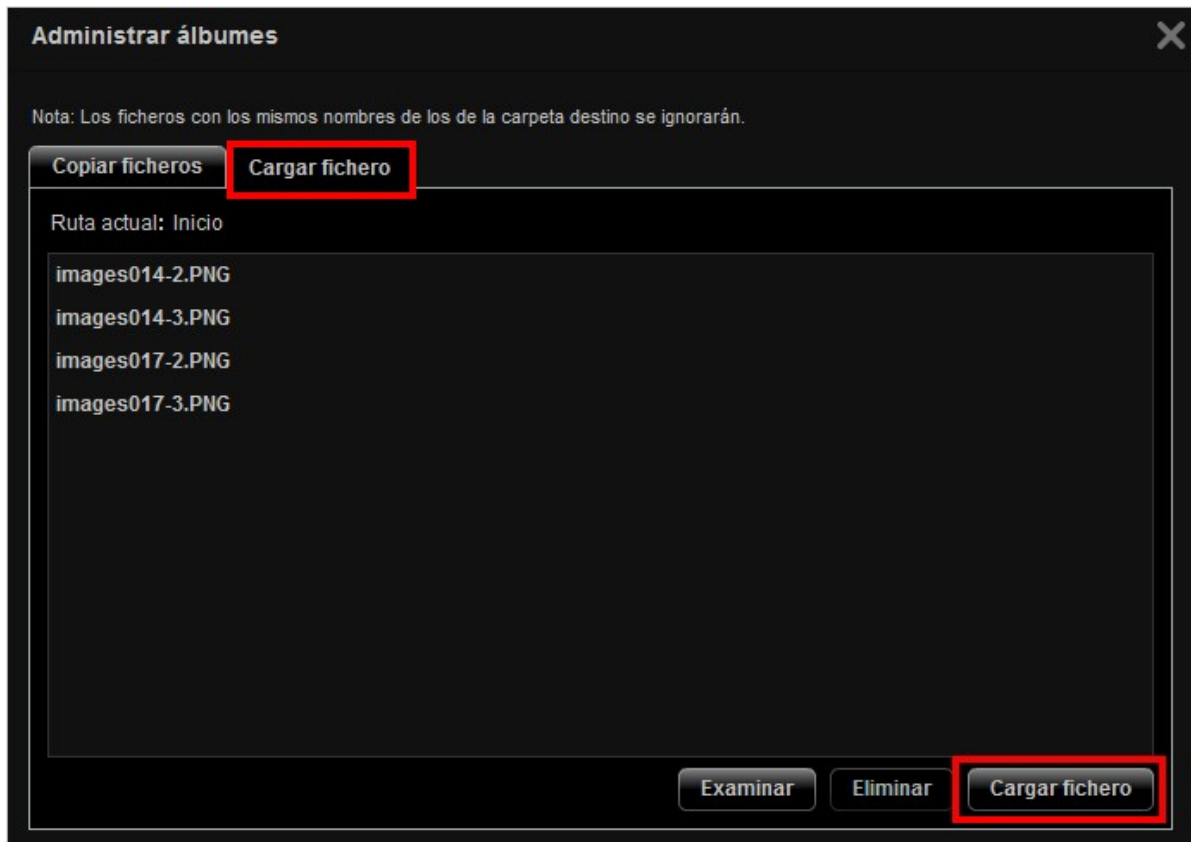 Administrar álbumes
Nota: Los ficheros con los mismos nombres de los de la carpeta destino se ignorarán.
Copiar ficheros Cargar fichero
Ruta actual: Inicio
images014-2.PNG
images014-3.PNG
images017-2.PNG
images017-3.PNG
Examinar Eliminar Cargar fichero